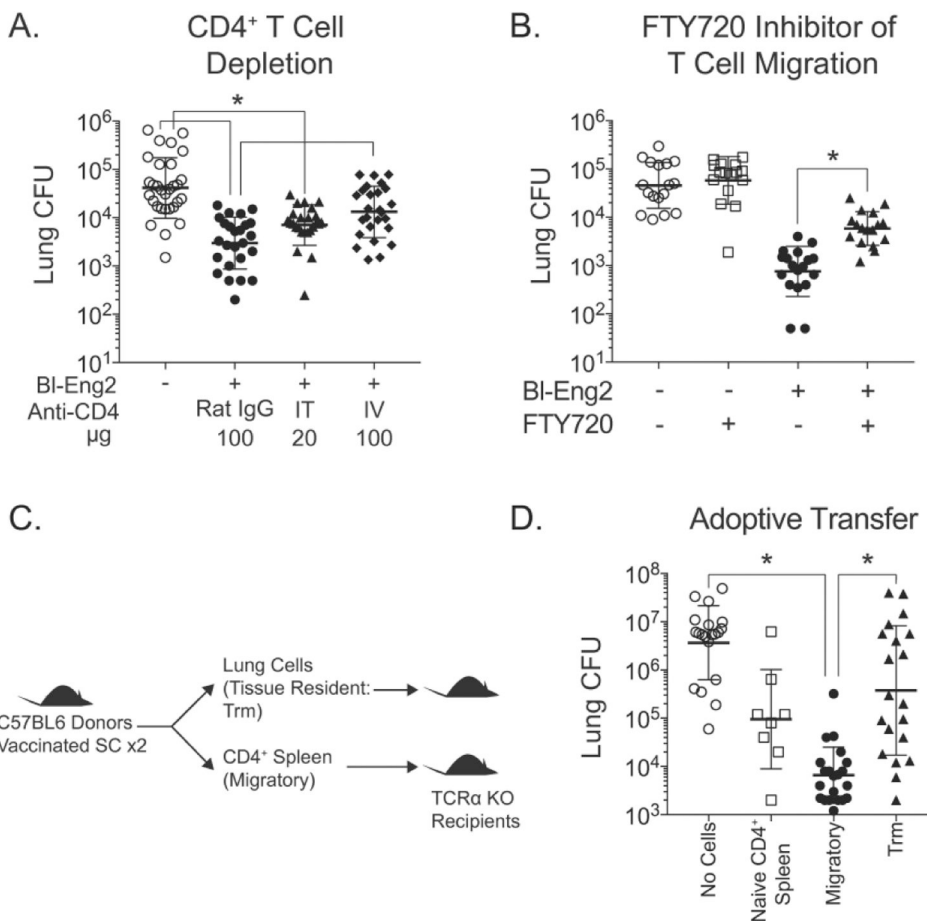 A.
CD4⁺ T Cell
Depletion
*
10⁶
10⁵
10⁴
10³
10²
10¹
Lung CFU
Bl-Eng2 - + + +
Anti-CD4 Rat IgG IT IV
µg 100 20 100
B.
FTY720 Inhibitor of
T Cell Migration
*
10⁶
10⁵
10⁴
10³
10²
10¹
Lung CFU
Bl-Eng2 - - + +
FTY720 - + - +
C.
C57BL6 Donors
Vaccinated SC x2
Lung Cells
(Tissue Resident:
Trm)
CD4⁺ Spleen
(Migratory)
TCRα KO
Recipients
D.
Adoptive Transfer
* *
10⁸
10⁷
10⁶
10⁵
10⁴
10³
Lung CFU
No Cells
Naive CD4⁺
Spleen
Migratory
Trm